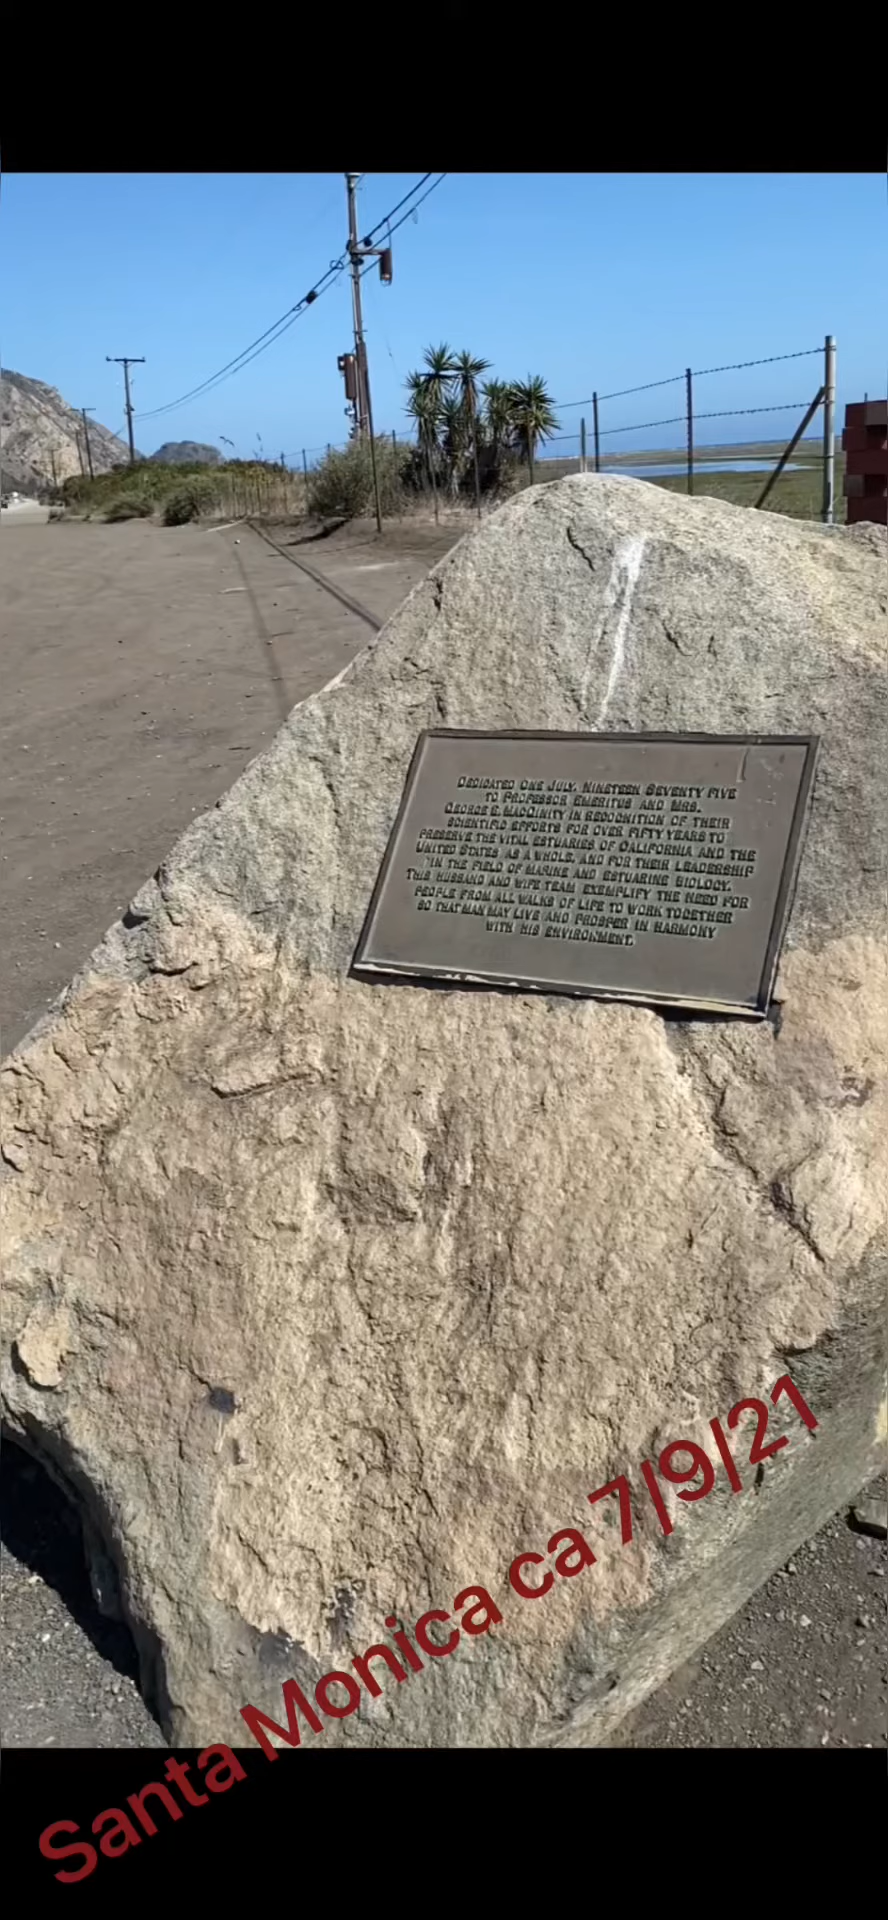 DEDICATED ONE JULY, NINETEEN SEVENTY FIVE
TO PROFESSOR EMERITUS AND MRS.
GEORGE E. MACGINITY IN RECOGNITION OF THEIR
SCIENTIFIC EFFORTS FOR OVER FIFTY YEARS TO
PRESERVE THE VITAL ESTUARIES OF CALIFORNIA AND THE
UNITED STATES AS A WHOLE, AND FOR THEIR LEADERSHIP
IN THE FIELD OF MARINE AND ESTUARINE BIOLOGY.
THIS HUSBAND AND WIFE TEAM EXEMPLIFY THE NEED FOR
PEOPLE FROM ALL WALKS OF LIFE TO WORK TOGETHER
SO THAT MAN MAY LIVE AND PROSPER IN HARMONY
WITH HIS ENVIRONMENT.
Santa Monica ca 7|9|21